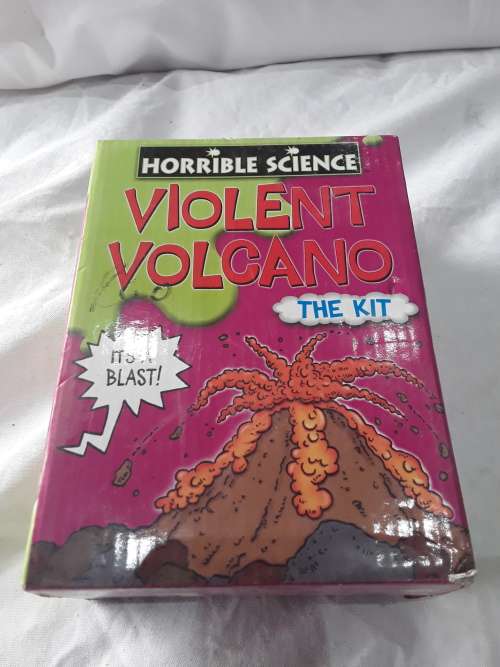 HORRIBLE SCIENCE
VIOLENT
VOLCANO
THE KIT
IT'S A
BLAST!